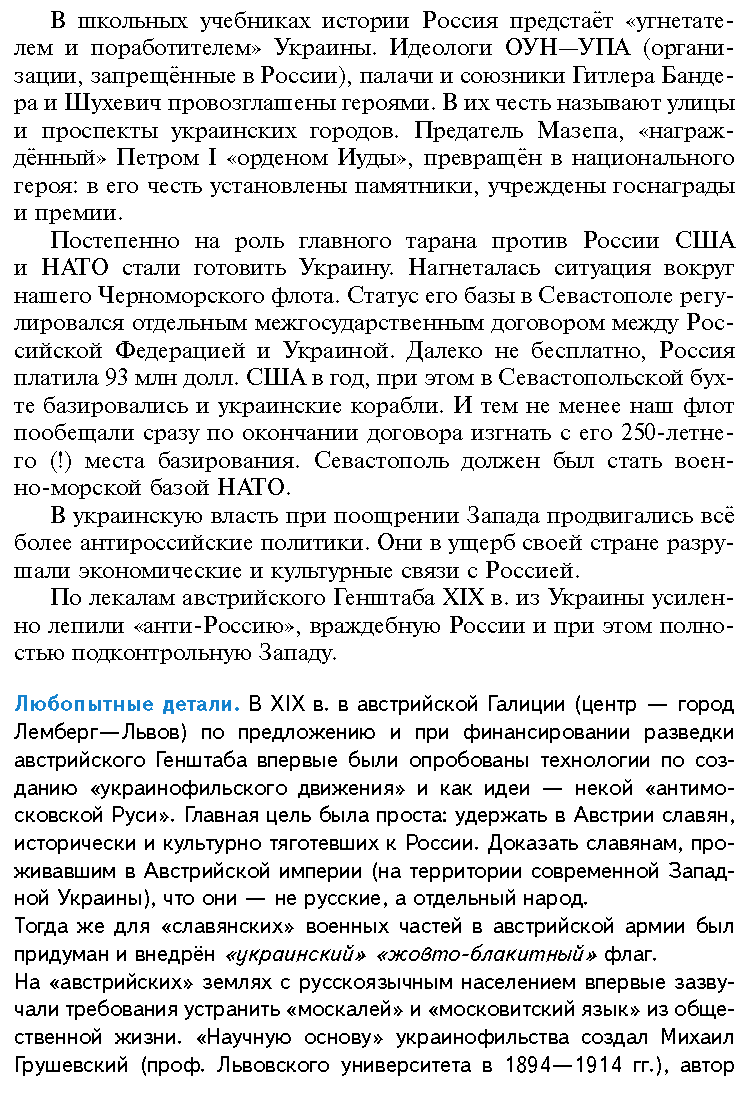 В школьных учебниках истории Россия предстаёт «угнетате-
лем и поработителем» Украины. Идеологи ОУН—УПА (органи-
зации, запрещённые в России), палачи и союзники Гитлера Банде-
ра и Шухевич провозглашены героями. В их честь называют улицы
и проспекты украинских городов. Предатель Мазепа, «награж-
дённый» Петром I «орденом Иуды», превращён в национального
героя: в его честь установлены памятники, учреждены госнаграды
и премии.
Постепенно на роль главного тарана против России США
и НАТО стали готовить Украину. Нагнеталась ситуация вокруг
нашего Черноморского флота. Статус его базы в Севастополе регу-
лировался отдельным межгосударственным договором между Рос-
сийской Федерацией и Украиной. Далеко не бесплатно, Россия
платила 93 млн долл. США в год, при этом в Севастопольской бух-
те базировались и украинские корабли. И тем не менее наш флот
пообещали сразу по окончании договора изгнать с его 250-летне-
го (!) места базирования. Севастополь должен был стать воен-
но-морской базой НАТО.
В украинскую власть при поощрении Запада продвигались всё
более антироссийские политики. Они в ущерб своей стране разру-
шали экономические и культурные связи с Россией.
По лекалам австрийского Генштаба XIX в. из Украины усилен-
но лепили «анти-Россию», враждебную России и при этом полно-
стью подконтрольную Западу.
Любопытные детали. В XIX в. в австрийской Галиции (центр — город
Лемберг—Львов) по предложению и при финансировании разведки
австрийского Генштаба впервые были опробованы технологии по соз-
данию «украинофильского движения» и как идеи — некой «антимо-
сковской Руси». Главная цель была проста: удержать в Австрии славян,
исторически и культурно тяготевших к России. Доказать славянам, про-
живавшим в Австрийской империи (на территории современной Запад-
ной Украины), что они — не русские, а отдельный народ.
Тогда же для «славянских» военных частей в австрийской армии был
придуман и внедрён «украинский» «жовто-блакитный» флаг.
На «австрийских» землях с русскоязычным населением впервые зазву-
чали требования устранить «москалей» и «московитский язык» из обще-
ственной жизни. «Научную основу» украинофильства создал Михаил
Грушевский (проф. Львовского университета в 1894—1914 гг.), автор